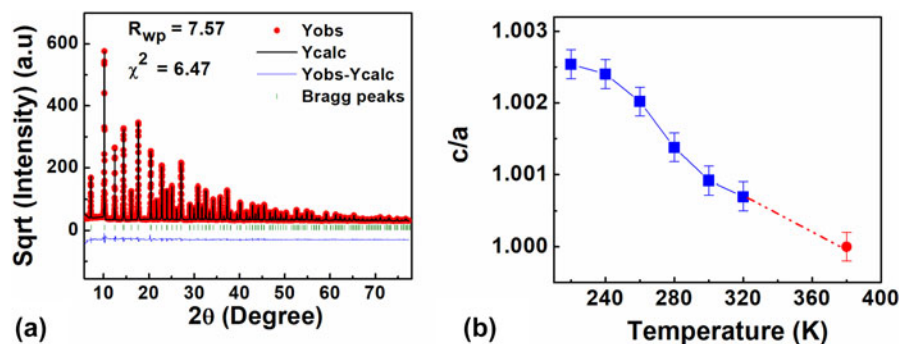 R_wp = 7.57
χ² = 6.47
Yobs
Ycalc
Yobs-Ycalc
Bragg peaks
600
400
200
0
Sqrt (Intensity) (a.u)
10 20 30 40 50 60 70
2θ (Degree)
(a)
1.003
1.002
1.001
1.000
c/a
240 280 320 360 400
Temperature (K)
(b)